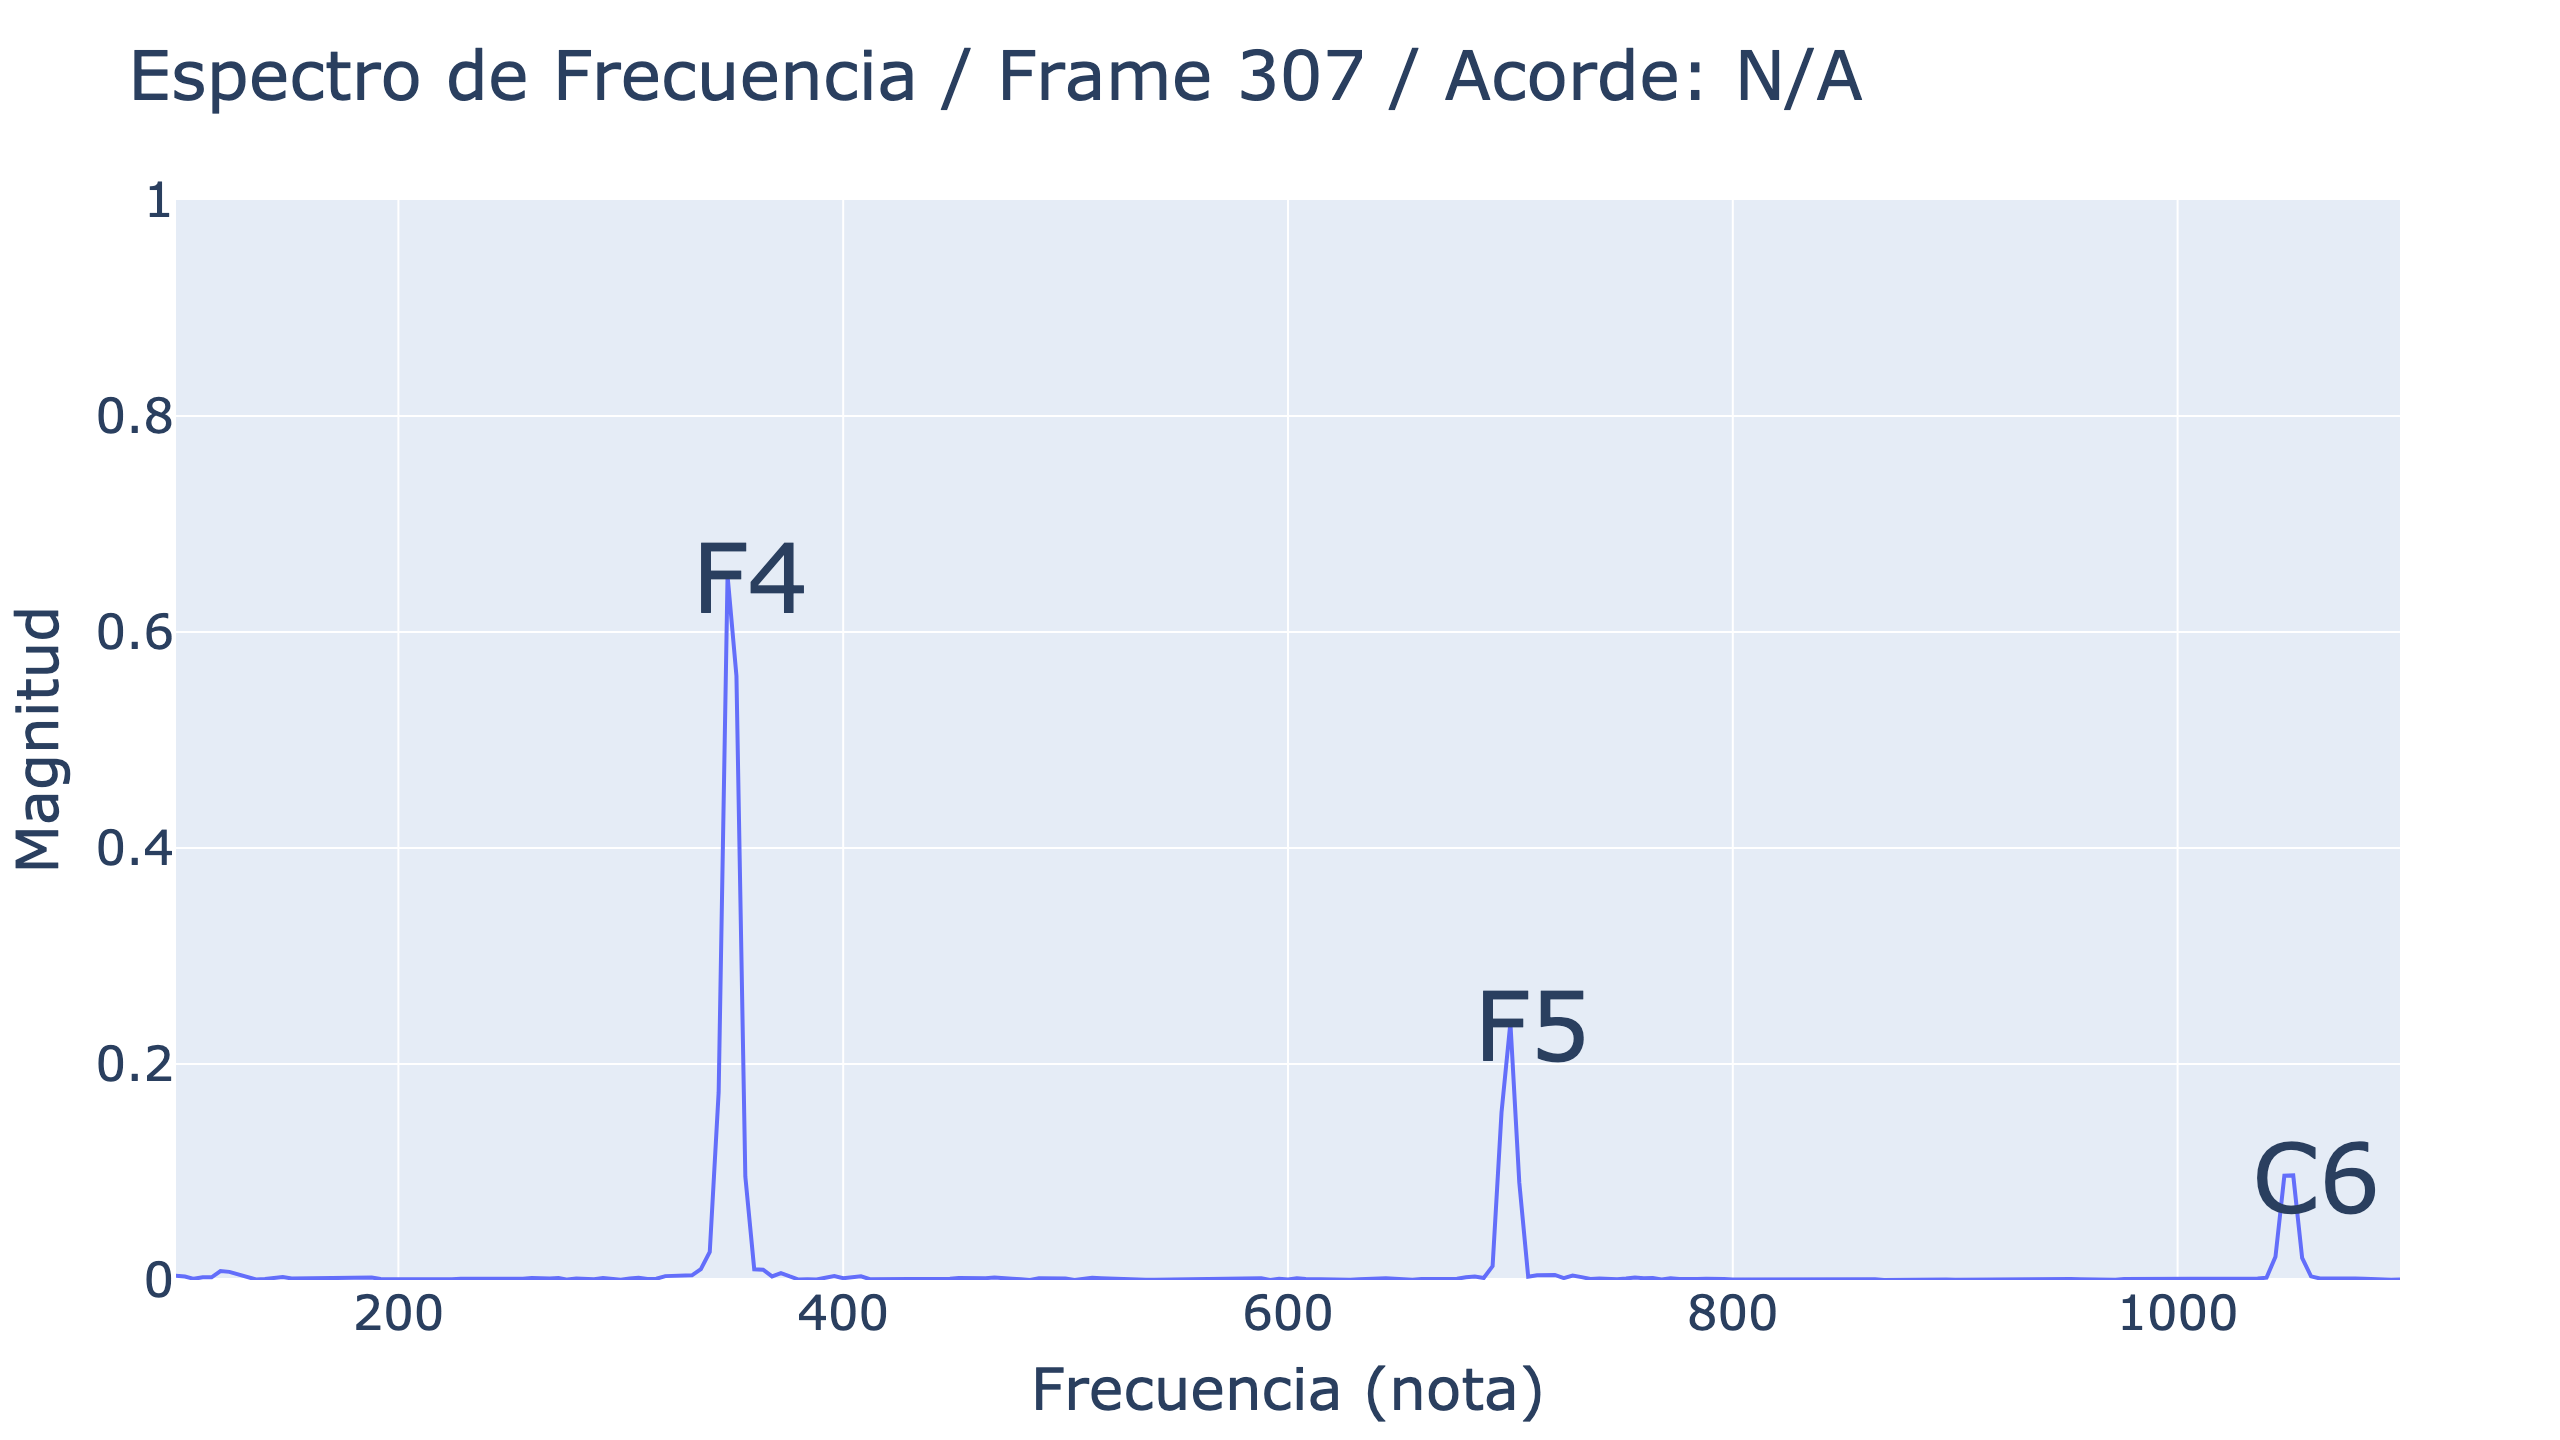 Espectro de Frecuencia / Frame 307 / Acorde: N/A
1
0.8
0.6
0.4
0.2
0
Magnitud
F4
F5
C6
200 400 600 800 1000
Frecuencia (nota)